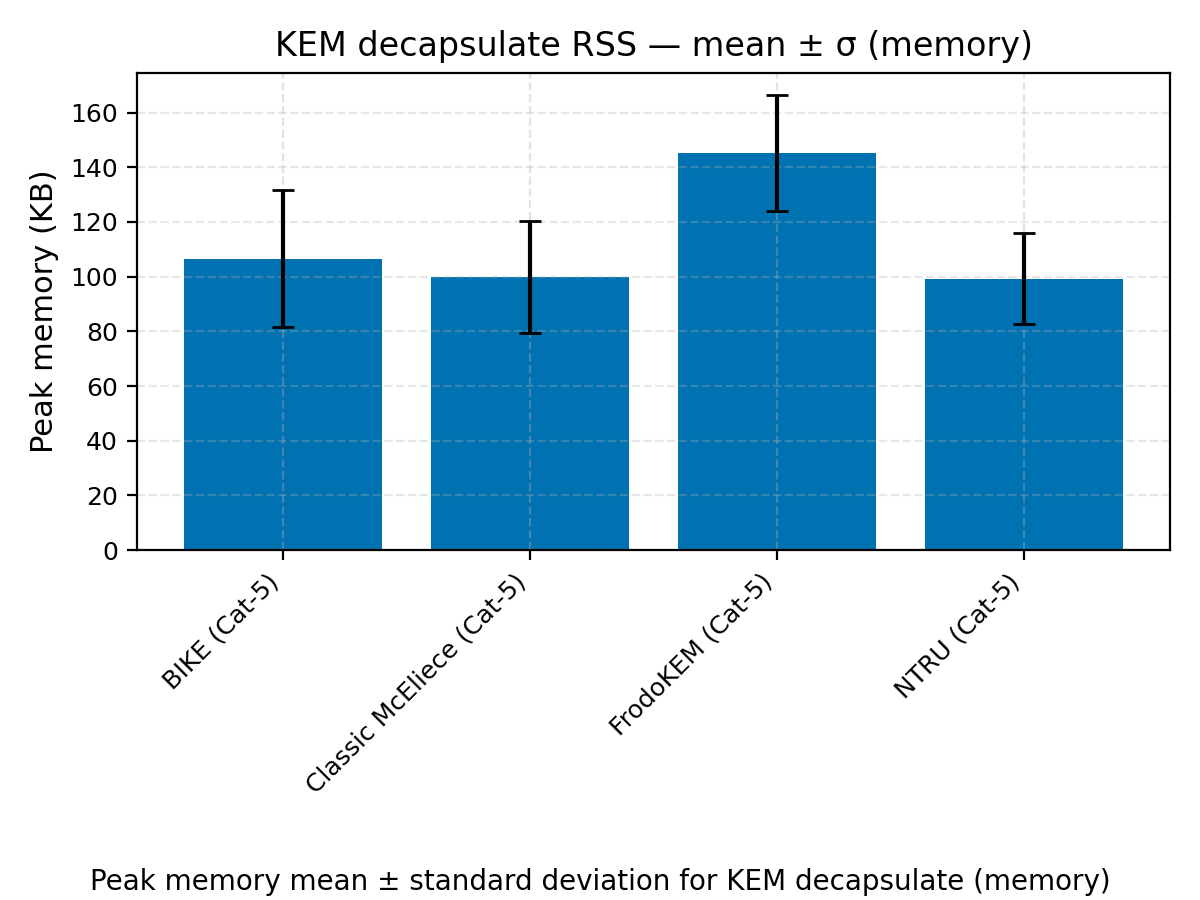 KEM decapsulate RSS — mean ± σ (memory)
Peak memory (KB)
160
140
120
100
80
60
40
20
0
BIKE (Cat-5)
Classic McEliece (Cat-5)
FrodoKEM (Cat-5)
NTRU (Cat-5)
Peak memory mean ± standard deviation for KEM decapsulate (memory)